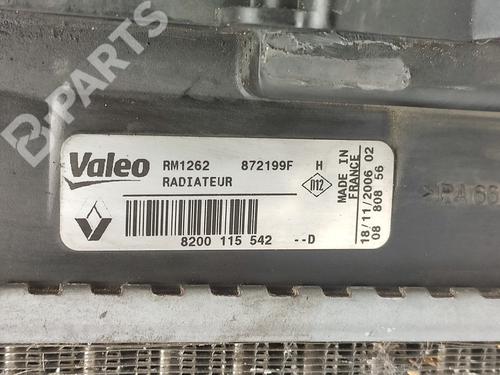 B-PARTS
Valeo
RM1262 872199F H
RADIATEUR
D12
8200 115 542 --D
MADE IN
FRANCE
18/11/2006 02
08 808 56
>PA66